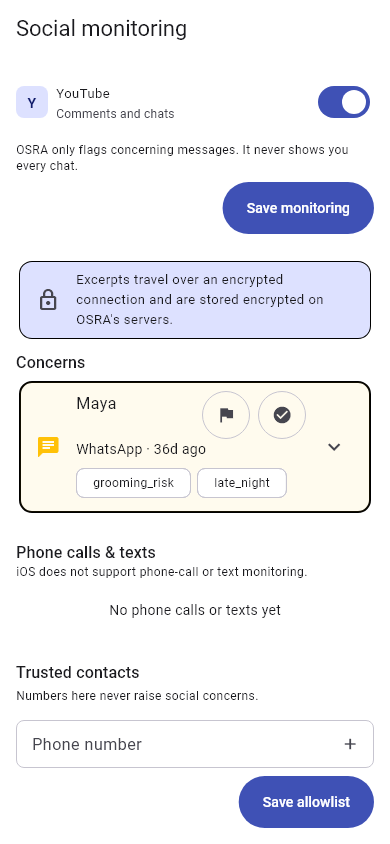 Social monitoring
Y
YouTube
Comments and chats
OSRA only flags concerning messages. It never shows you
every chat.
Save monitoring
Excerpts travel over an encrypted
connection and are stored encrypted on
OSRA's servers.
Concerns
Maya
WhatsApp · 36d ago
grooming_risk late_night
Phone calls & texts
iOS does not support phone-call or text monitoring.
No phone calls or texts yet
Trusted contacts
Numbers here never raise social concerns.
Phone number +
Save allowlist